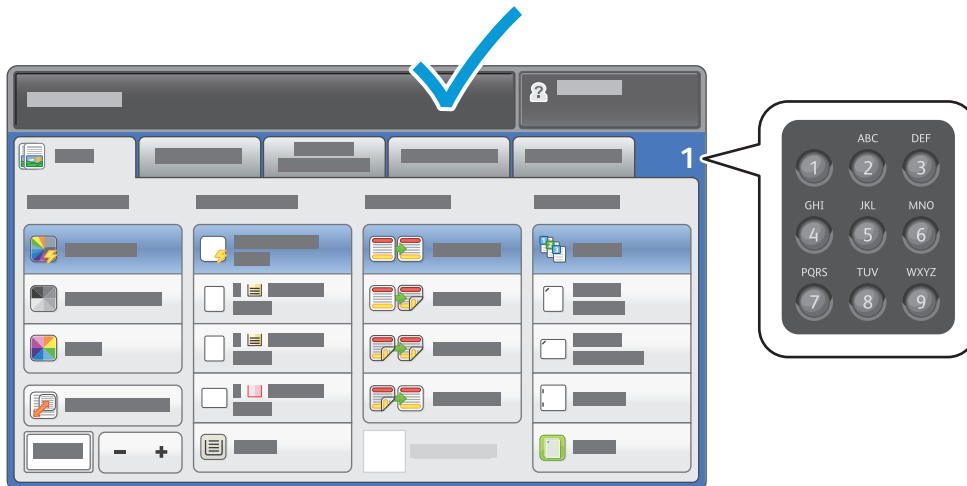 ?
1
ABC DEF
1 2 3
GHI JKL MNO
4 5 6
PQRS TUV WXYZ
7 8 9
- +